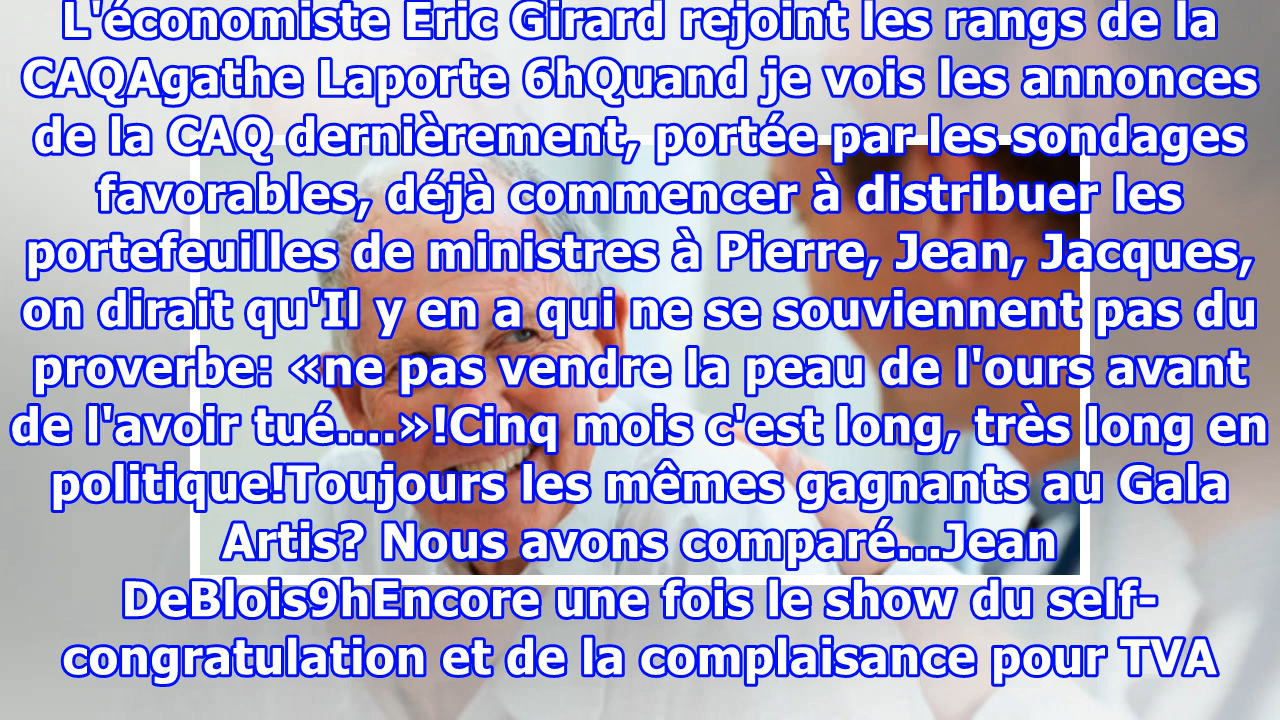 L'économiste Eric Girard rejoint les rangs de la
CAQAgathe Laporte 6hQuand je vois les annonces
de la CAQ dernièrement, portée par les sondages
favorables, déjà commencer à distribuer les
portefeuilles de ministres à Pierre, Jean, Jacques,
on dirait qu'Il y en a qui ne se souviennent pas du
proverbe: «ne pas vendre la peau de l'ours avant
de l'avoir tué....»!Cinq mois c'est long, très long en
politique!Toujours les mêmes gagnants au Gala
Artis? Nous avons comparé...Jean
DeBlois9hEncore une fois le show du self-
congratulation et de la complaisance pour TVA